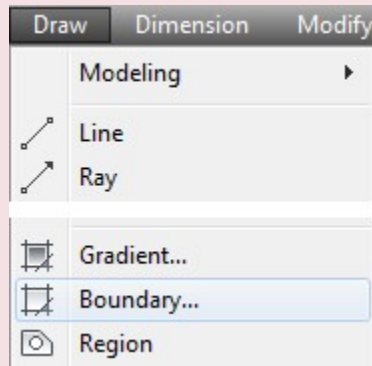 Draw Dimension Modify
Modeling
Line
Ray
Gradient...
Boundary...
Region